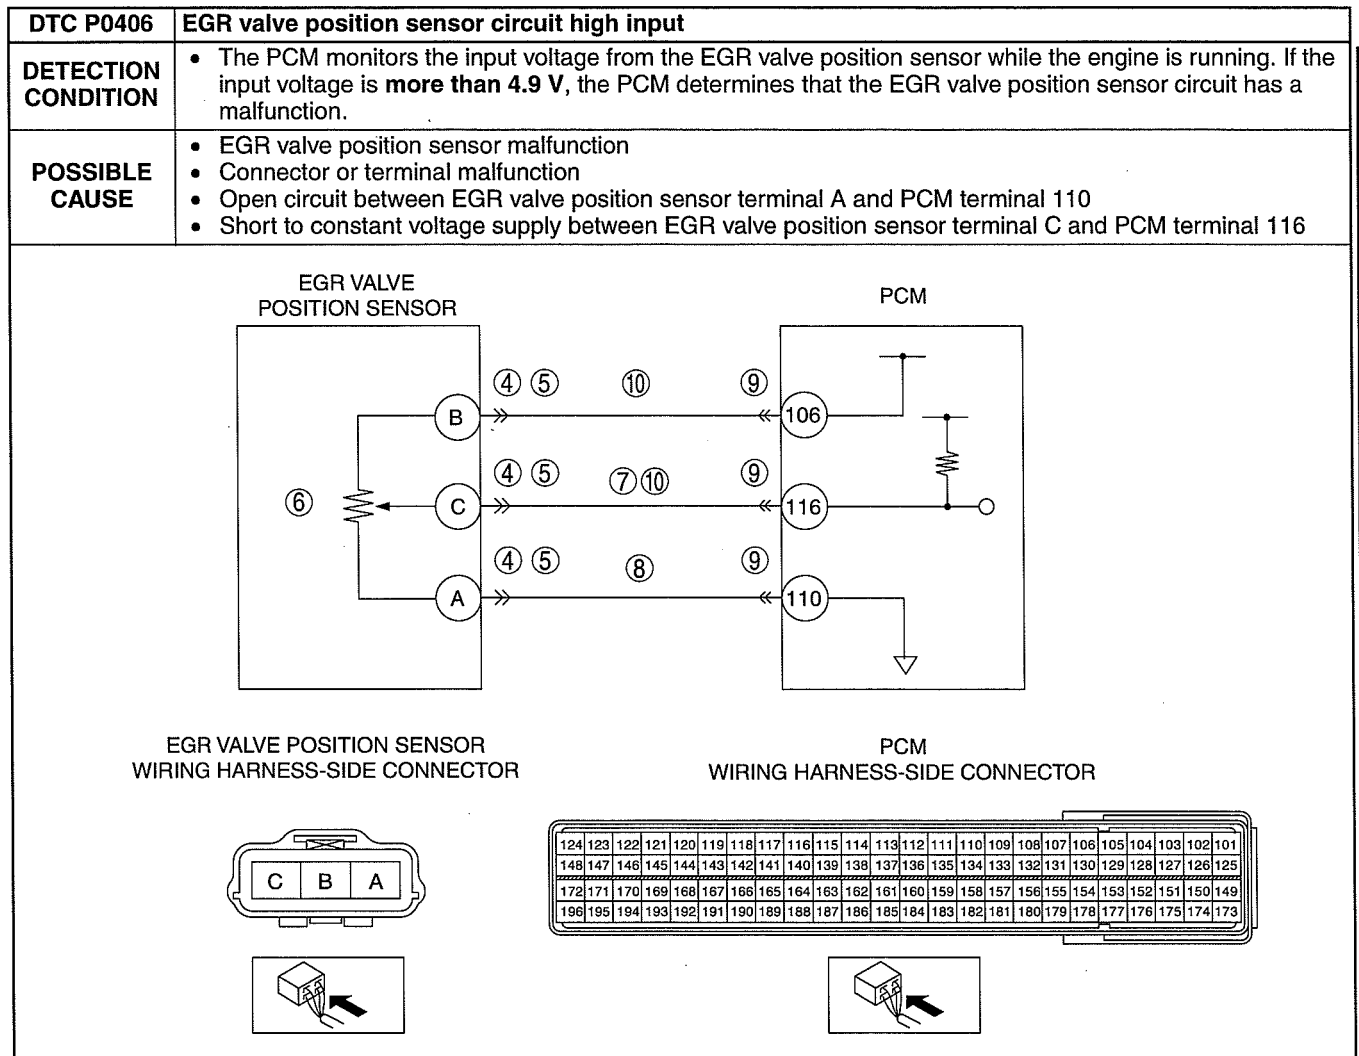 DTC P0406 EGR valve position sensor circuit high input
DETECTION CONDITION
• The PCM monitors the input voltage from the EGR valve position sensor while the engine is running. If the
input voltage is more than 4.9 V, the PCM determines that the EGR valve position sensor circuit has a
malfunction.
POSSIBLE CAUSE
• EGR valve position sensor malfunction
• Connector or terminal malfunction
• Open circuit between EGR valve position sensor terminal A and PCM terminal 110
• Short to constant voltage supply between EGR valve position sensor terminal C and PCM terminal 116
EGR VALVE
POSITION SENSOR
PCM
④ ⑤ ⑩ ⑨
B 106
④ ⑤ ⑦ ⑩ ⑨
⑥ C 116
④ ⑤ ⑧ ⑨
A 110
EGR VALVE POSITION SENSOR
WIRING HARNESS-SIDE CONNECTOR
PCM
WIRING HARNESS-SIDE CONNECTOR
C B A
124 123 122 121 120 119 118 117 116 115 114 113 112 111 110 109 108 107 106 105 104 103 102 101
148 147 146 145 144 143 142 141 140 139 138 137 136 135 134 133 132 131 130 129 128 127 126 125
172 171 170 169 168 167 166 165 164 163 162 161 160 159 158 157 156 155 154 153 152 151 150 149
196 195 194 193 192 191 190 189 188 187 186 185 184 183 182 181 180 179 178 177 176 175 174 173